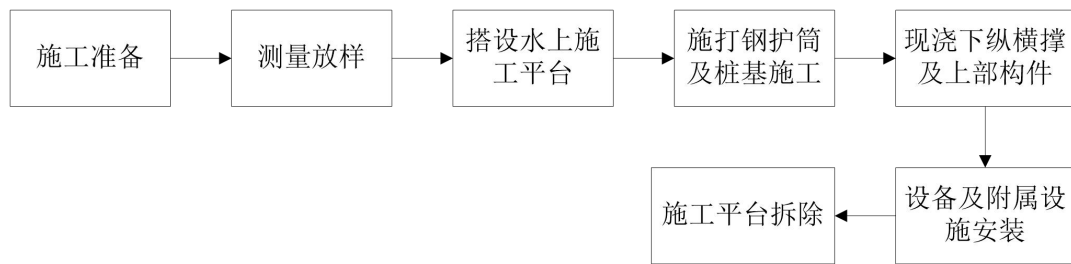 施工准备
测量放样
搭设水上施
工平台
施打钢护筒
及桩基施工
现浇下纵横撑
及上部构件
设备及附属设
施安装
施工平台拆除